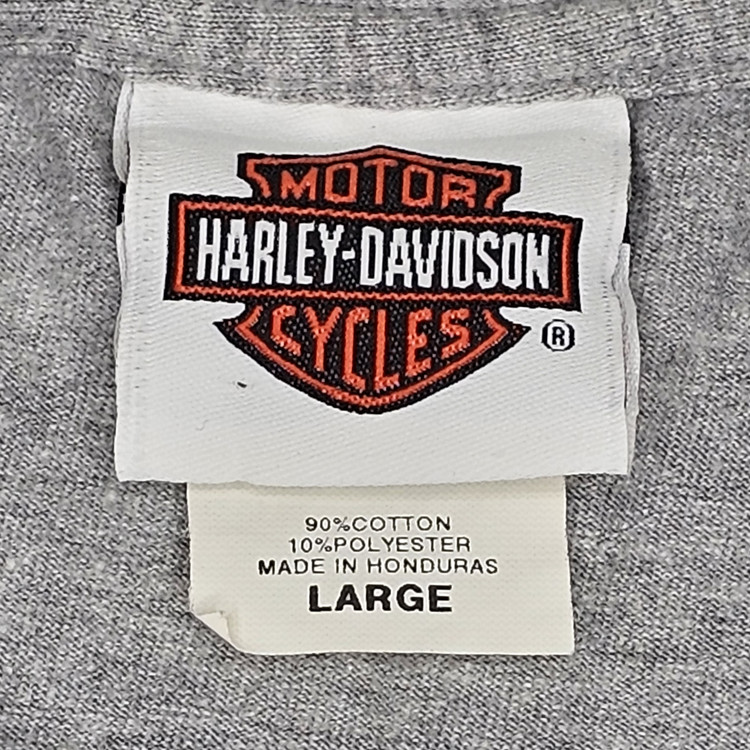 MOTOR
HARLEY-DAVIDSON
CYCLES
®
90%COTTON
10%POLYESTER
MADE IN HONDURAS
LARGE